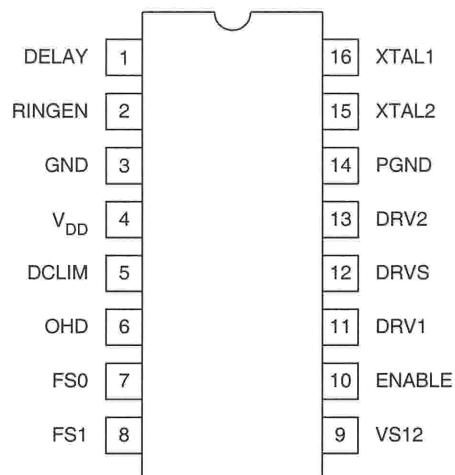 DELAY 1 16 XTAL1
RINGEN 2 15 XTAL2
GND 3 14 PGND
VDD 4 13 DRV2
DCLIM 5 12 DRVS
OHD 6 11 DRV1
FS0 7 10 ENABLE
FS1 8 9 VS12